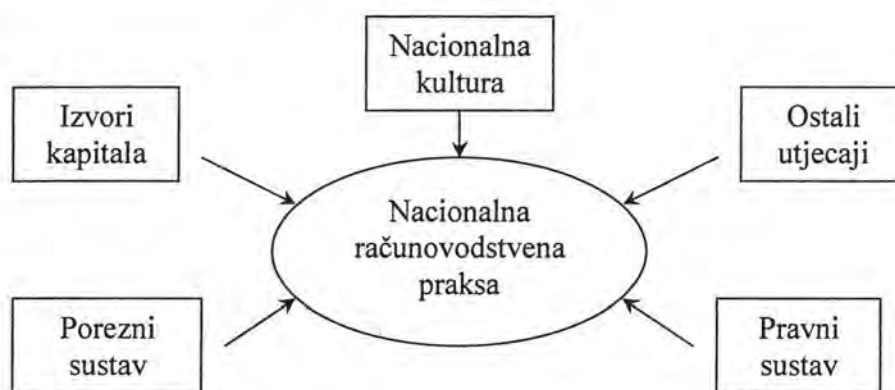 Nacionalna
kultura
Izvori
kapitala
Ostali
utjecaji
Nacionalna
računovodstvena
praksa
Porezni
sustav
Pravni
sustav